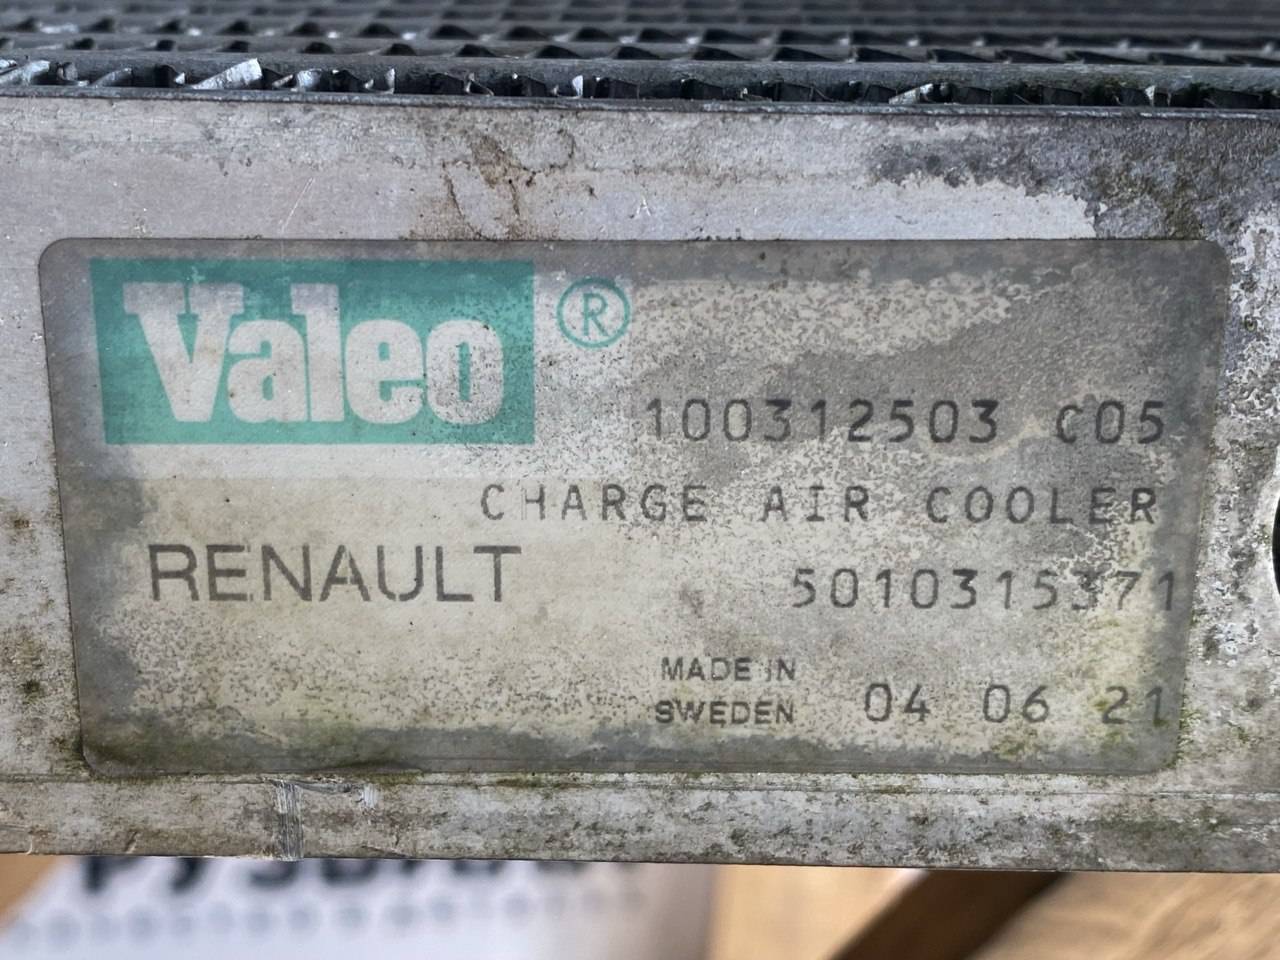 Valeo ®
100312503 C05
CHARGE AIR COOLER
RENAULT
5010315371
MADE IN
SWEDEN 04 06 21